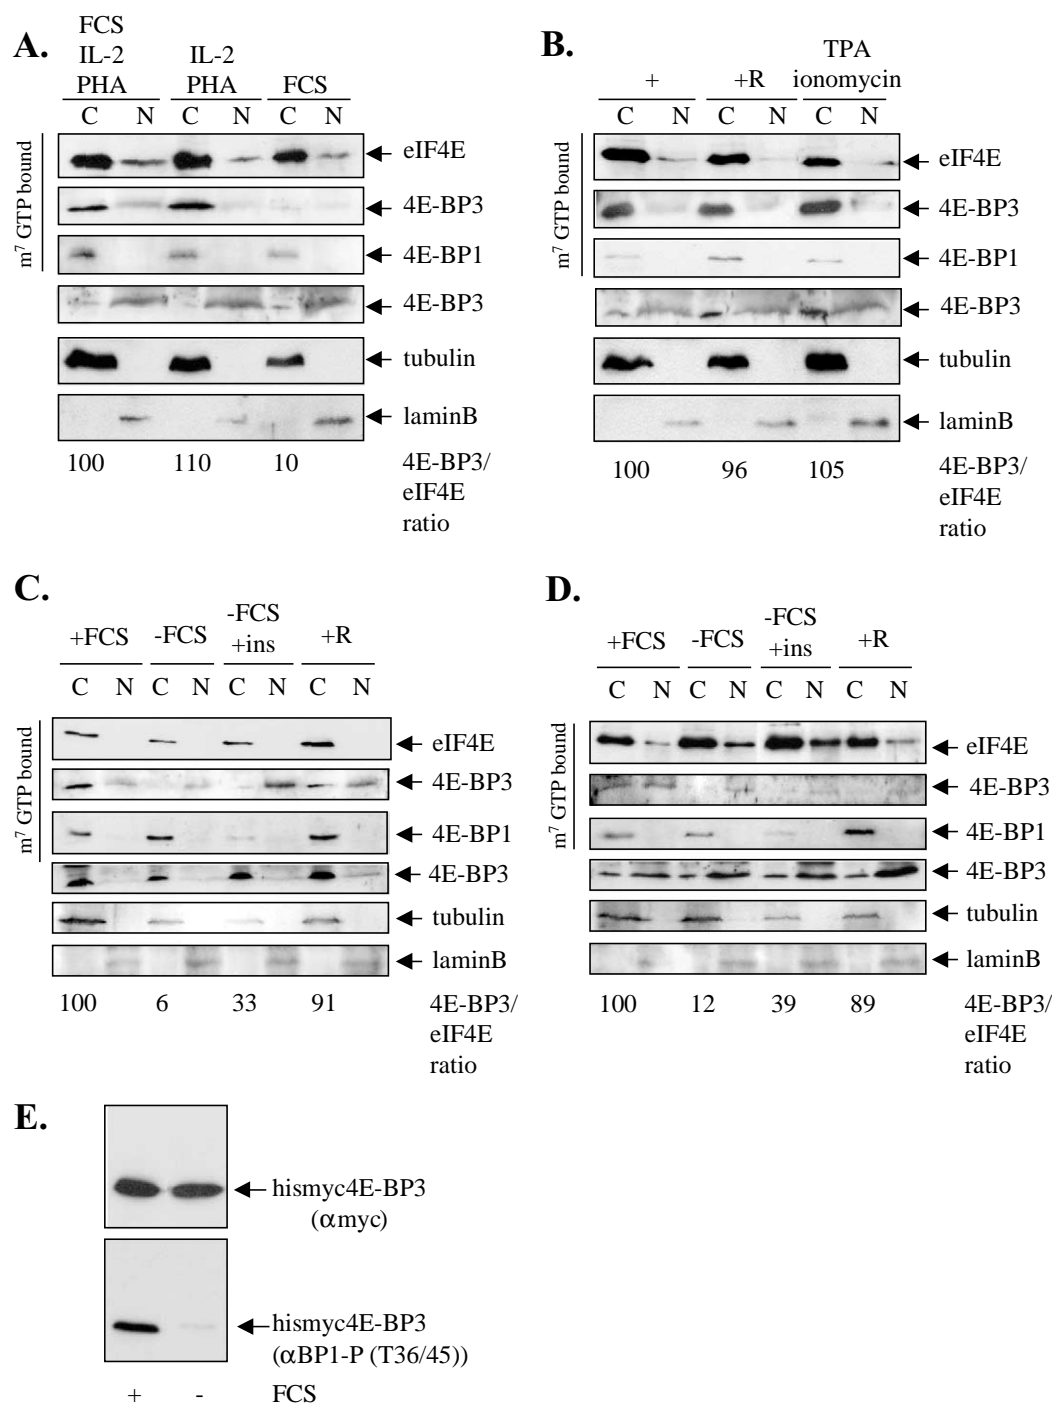 A.
FCS
IL-2
PHA
IL-2
PHA
FCS
C N C N C N
m7 GTP bound
eIF4E
4E-BP3
4E-BP1
4E-BP3
tubulin
laminB
100 110 10
4E-BP3/
eIF4E
ratio
B.
+ +R
TPA
ionomycin
C N C N C N
m7 GTP bound
eIF4E
4E-BP3
4E-BP1
4E-BP3
tubulin
laminB
100 96 105
4E-BP3/
eIF4E
ratio
C.
+FCS -FCS
-FCS
+ins
+R
C N C N C N C N
m7 GTP bound
eIF4E
4E-BP3
4E-BP1
4E-BP3
tubulin
laminB
100 6 33 91
4E-BP3/
eIF4E
ratio
D.
+FCS -FCS
-FCS
+ins
+R
C N C N C N C N
m7 GTP bound
eIF4E
4E-BP3
4E-BP1
4E-BP3
tubulin
laminB
100 12 39 89
4E-BP3/
eIF4E
ratio
E.
hismyc4E-BP3
(αmyc)
hismyc4E-BP3
(αBP1-P (T36/45))
+ - FCS